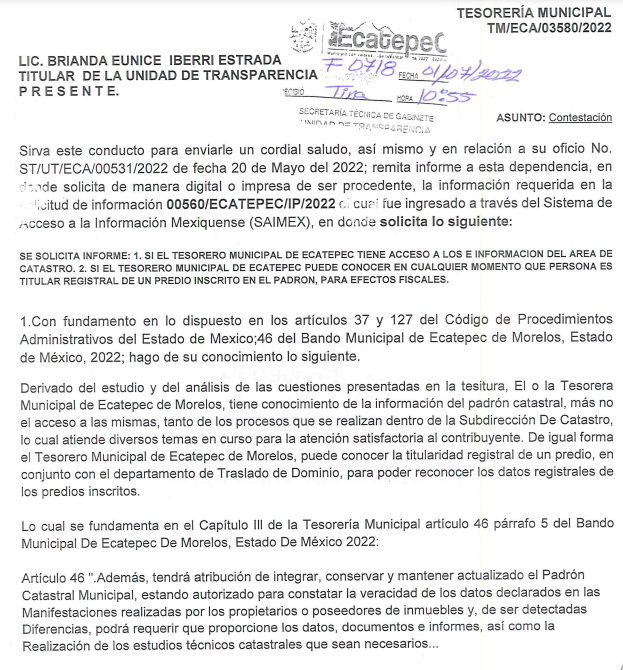 TESORERÍA MUNICIPAL
TM/ECA/03580/2022
Ecatepec
LIC. BRIANDA EUNICE IBERRI ESTRADA
TITULAR DE LA UNIDAD DE TRANSPARENCIA
F 0718 FECHA 01/07/2022
P R E S E N T E.
HORA 10:55
SECRETARÍA TÉCNICA DE GABINETE
UNIDAD DE TRANSPARENCIA
ASUNTO: Contestación
Sirva este conducto para enviarle un cordial saludo, así mismo y en relación a su oficio No.
ST/UT/ECA/00531/2022 de fecha 20 de Mayo del 2022; remita informe a esta dependencia, en
donde solicita de manera digital o impresa de ser procedente, la información requerida en la
solicitud de información 00560/ECATEPEC/IP/2022 el cual fue ingresado a través del Sistema de
Acceso a la Información Mexiquense (SAIMEX), en donde solicita lo siguiente:
SE SOLICITA INFORME: 1. SI EL TESORERO MUNICIPAL DE ECATEPEC TIENE ACCESO A LOS E INFORMACION DEL AREA DE
CATASTRO. 2. SI EL TESORERO MUNICIPAL DE ECATEPEC PUEDE CONOCER EN CUALQUIER MOMENTO QUE PERSONA ES
TITULAR REGISTRAL DE UN PREDIO INSCRITO EN EL PADRON, PARA EFECTOS FISCALES.
1.Con fundamento en lo dispuesto en los artículos 37 y 127 del Código de Procedimientos
Administrativos del Estado de Mexico;46 del Bando Municipal de Ecatepec de Morelos, Estado
de México, 2022; hago de su conocimiento lo siguiente.
Derivado del estudio y del análisis de las cuestiones presentadas en la tesitura, El o la Tesorera
Municipal de Ecatepec de Morelos, tiene conocimiento de la información del padrón catastral, más no
el acceso a las mismas, tanto de los procesos que se realizan dentro de la Subdirección De Catastro,
lo cual atiende diversos temas en curso para la atención satisfactoria al contribuyente. De igual forma
el Tesorero Municipal de Ecatepec de Morelos, puede conocer la titularidad registral de un predio, en
conjunto con el departamento de Traslado de Dominio, para poder reconocer los datos registrales de
los predios inscritos.
Lo cual se fundamenta en el Capítulo III de la Tesorería Municipal artículo 46 párrafo 5 del Bando
Municipal De Ecatepec De Morelos, Estado De México 2022:
Artículo 46 ".Además, tendrá atribución de integrar, conservar y mantener actualizado el Padrón
Catastral Municipal, estando autorizado para constatar la veracidad de los datos declarados en las
Manifestaciones realizadas por los propietarios o poseedores de inmuebles y, de ser detectadas
Diferencias, podrá requerir que proporcione los datos, documentos e informes, así como la
Realización de los estudios técnicos catastrales que sean necesarios...